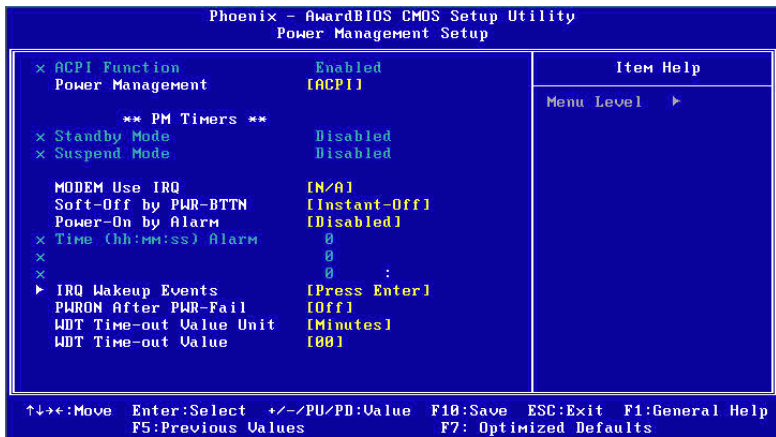 Phoenix - AwardBIOS CMOS Setup Utility
Power Management Setup
x ACPI Function Enabled
Power Management [ACPI]
** PM Timers **
x Standby Mode Disabled
x Suspend Mode Disabled
MODEM Use IRQ [N/A]
Soft-Off by PWR-BTTN [Instant-Off]
Power-On by Alarm [Disabled]
x Time (hh:mm:ss) Alarm 0
x 0
x 0 :
► IRQ Wakeup Events [Press Enter]
PWRON After PWR-Fail [Off]
WDT Time-out Value Unit [Minutes]
WDT Time-out Value [00]
Item Help
Menu Level ►
↑↓→←:Move Enter:Select +/-/PU/PD:Value F10:Save ESC:Exit F1:General Help
F5:Previous Values F7: Optimized Defaults